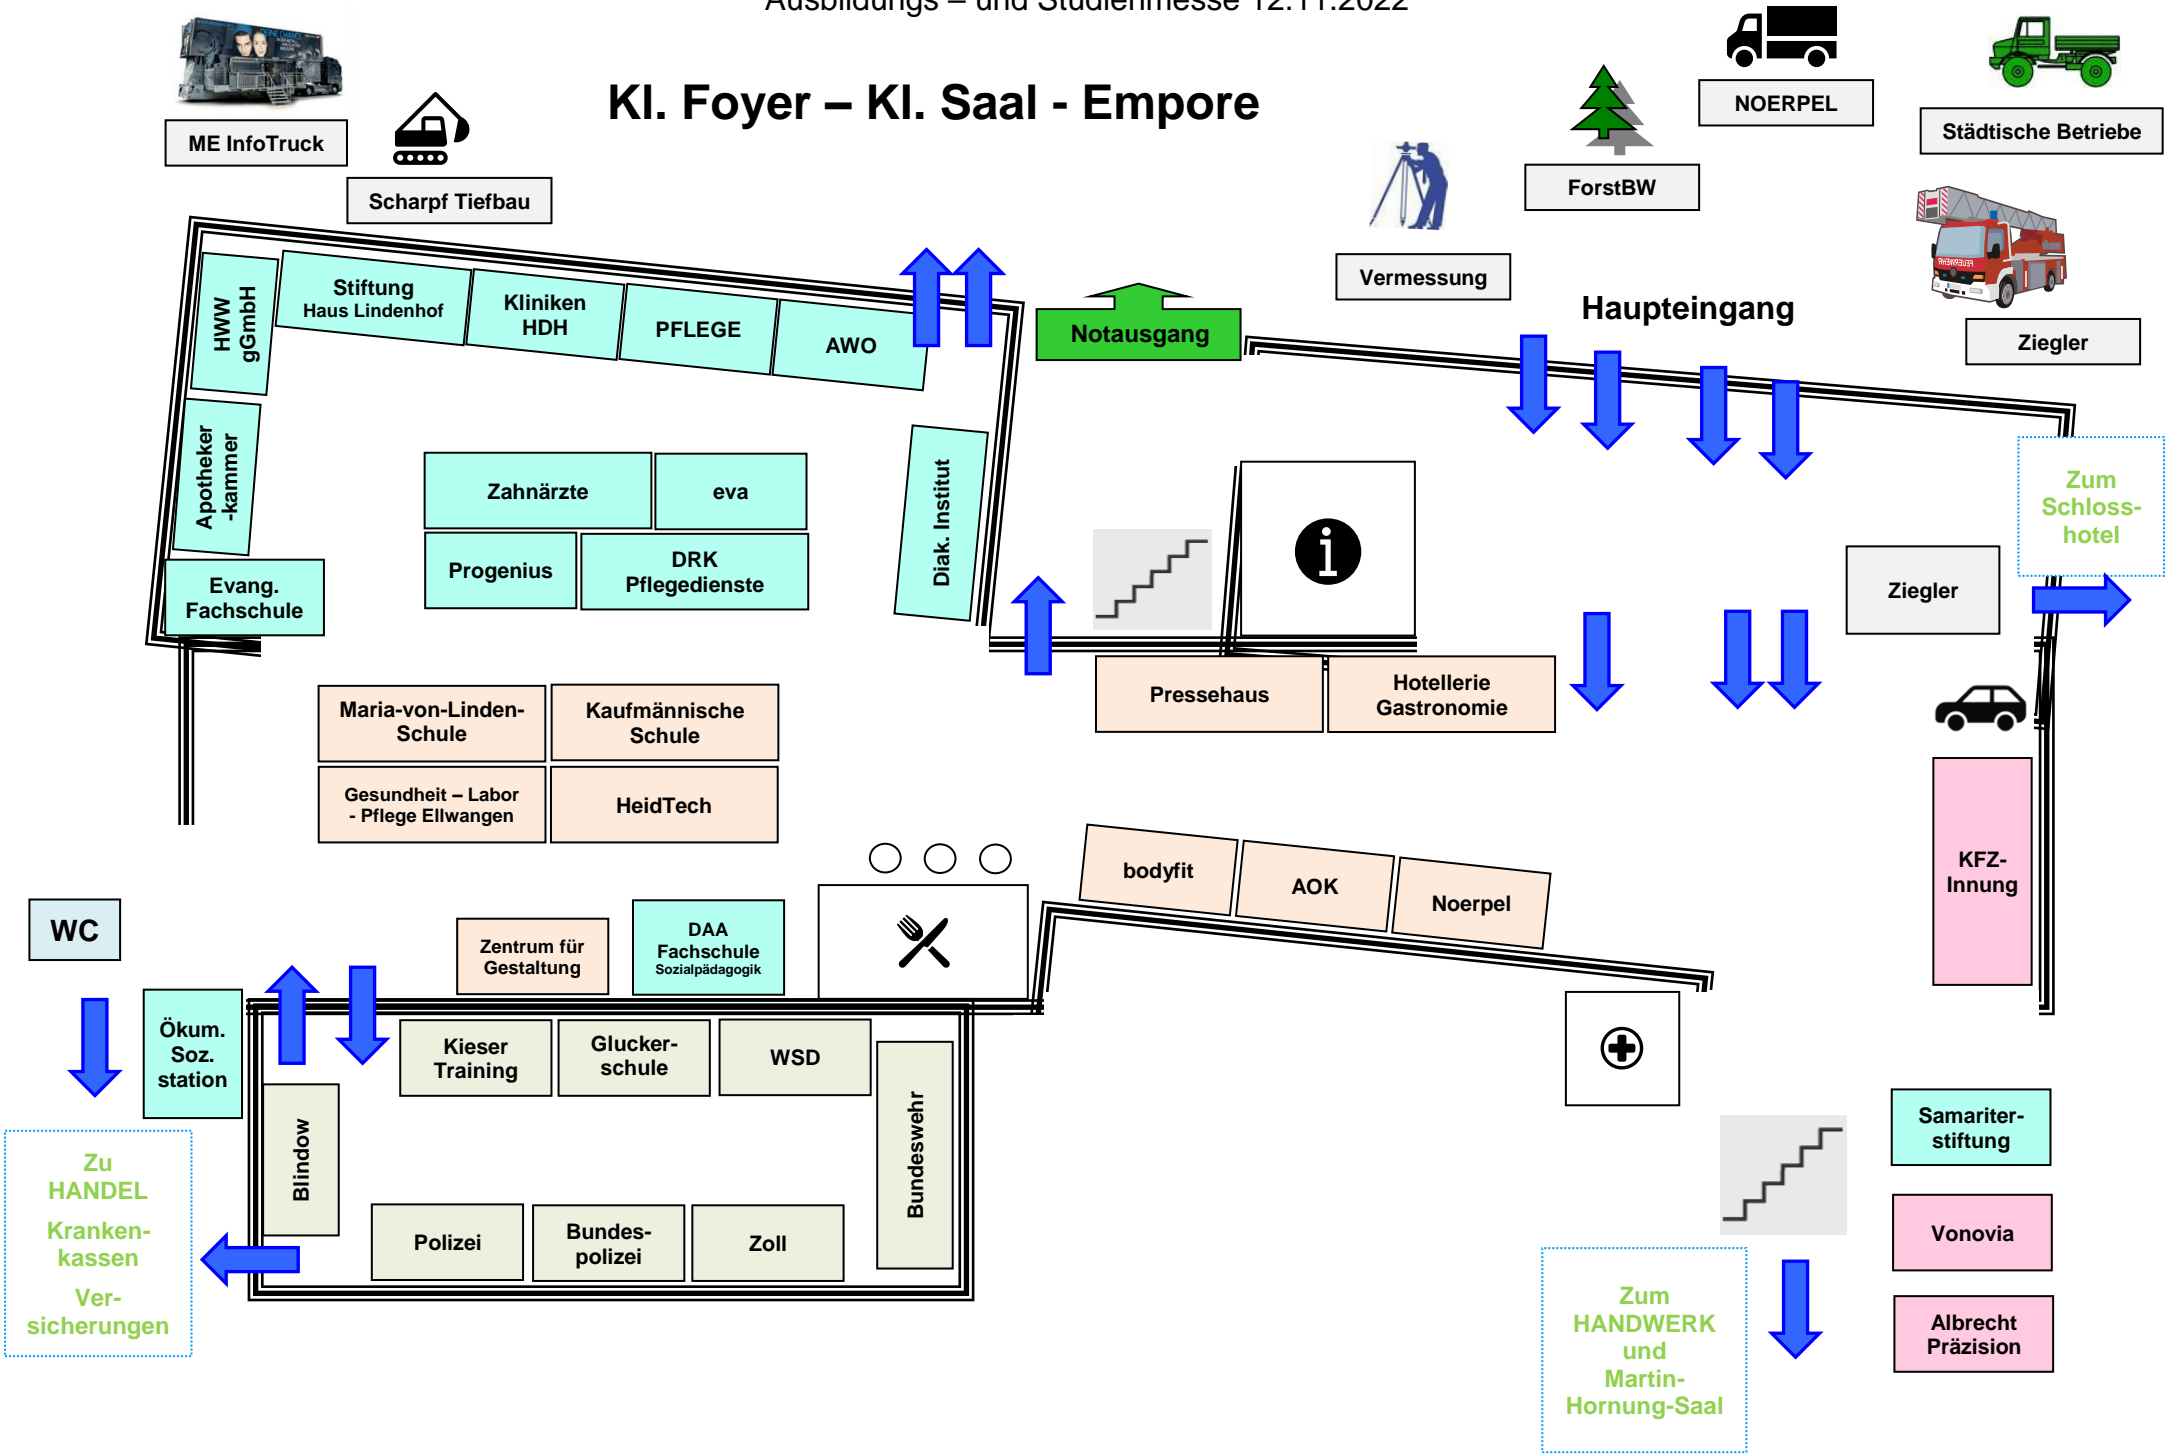 Ausbildungs – und Studienmesse 12.11.2022
Kl. Foyer – Kl. Saal - Empore
ME InfoTruck
Scharpf Tiefbau
NOERPEL
Städtische Betriebe
ForstBW
Vermessung
Haupteingang
Ziegler
Notausgang
HWW
gGmbH
Stiftung
Haus Lindenhof
Kliniken
HDH
PFLEGE
AWO
Apotheker
-kammer
Evang.
Fachschule
Zahnärzte
eva
Progenius
DRK
Pflegedienste
Diak. Institut
Zum
Schloss-
hotel
Ziegler
Pressehaus
Hotellerie
Gastronomie
Maria-von-Linden-
Schule
Kaufmännische
Schule
Gesundheit – Labor
- Pflege Ellwangen
HeidTech
bodyfit
AOK
Noerpel
KFZ-
Innung
WC
Zentrum für
Gestaltung
DAA
Fachschule
Sozialpädagogik
Ökum.
Soz.
station
Kieser
Training
Glucker-
schule
WSD
Blindow
Bundeswehr
Polizei
Bundes-
polizei
Zoll
Zu
HANDEL
Kranken-
kassen
Ver-
sicherungen
Samariter-
stiftung
Vonovia
Albrecht
Präzision
Zum
HANDWERK
und
Martin-
Hornung-Saal